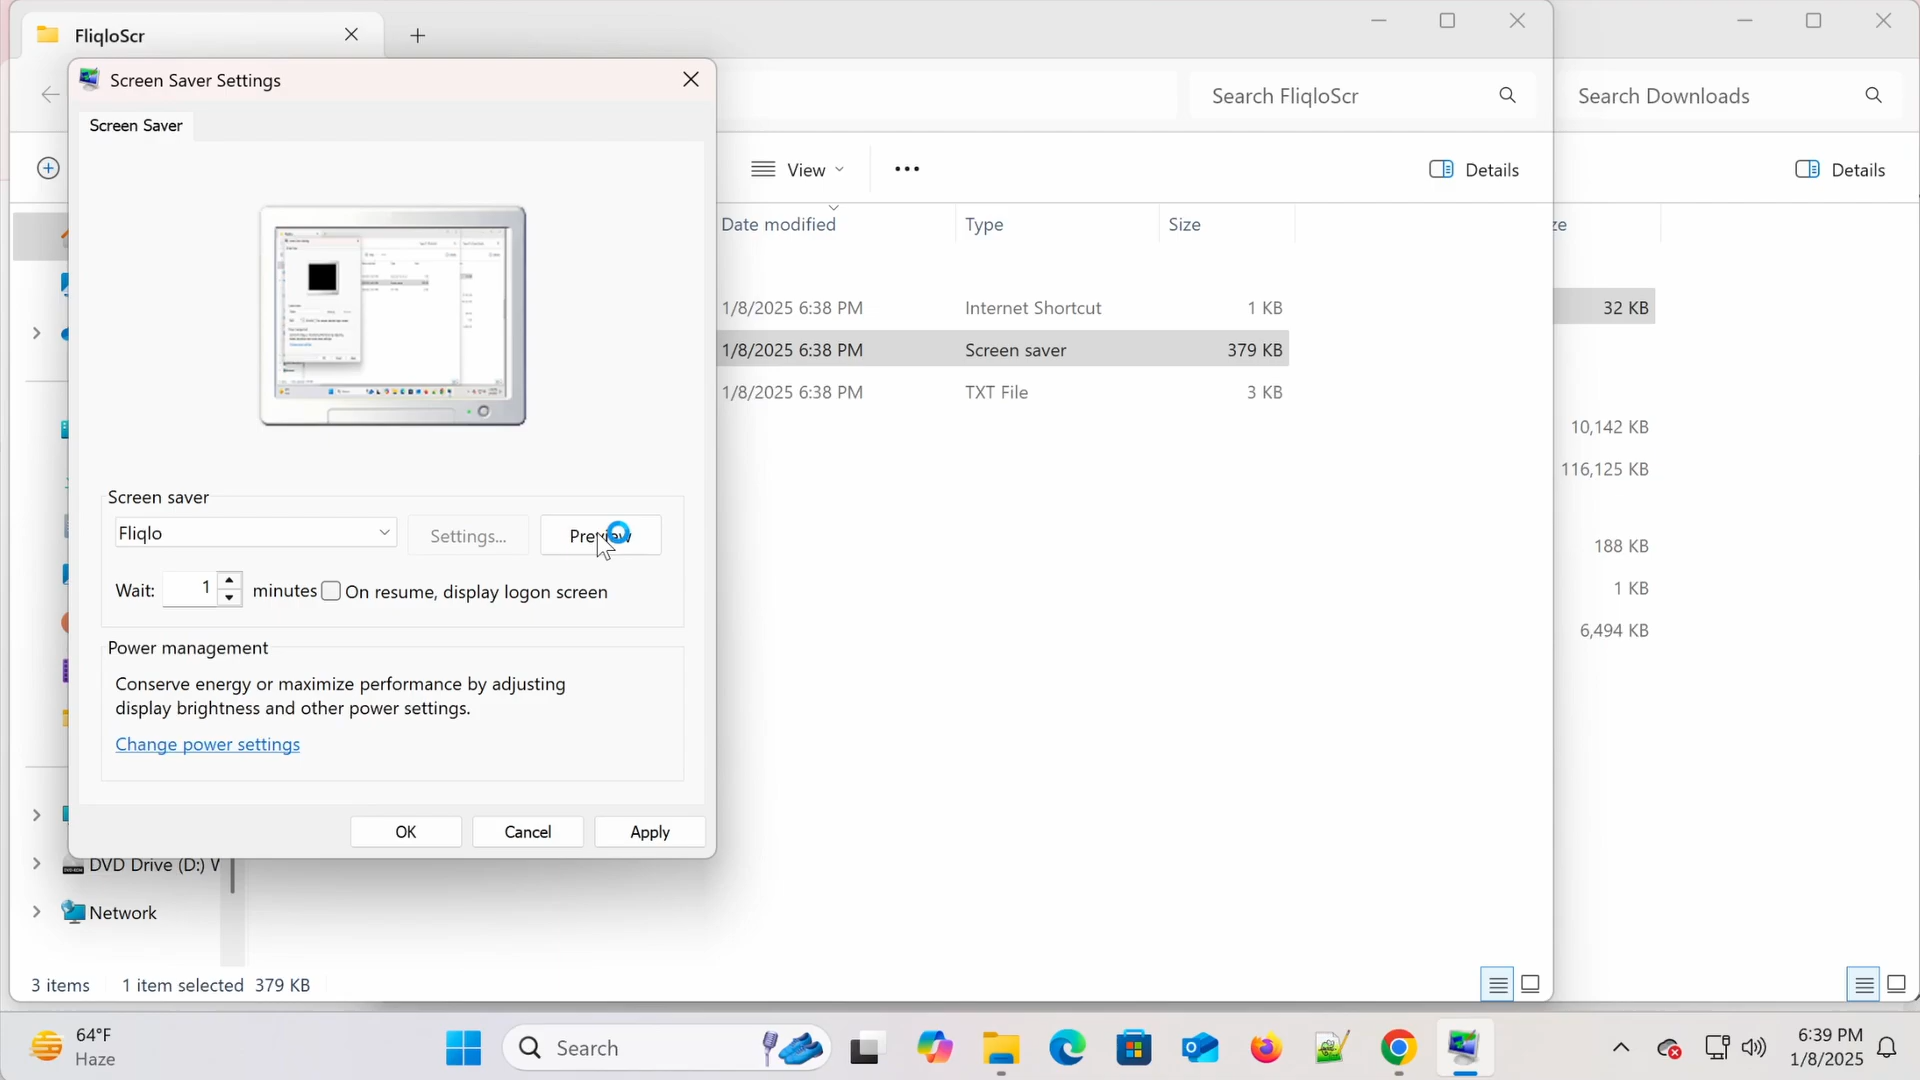 FliqloScr
Screen Saver Settings
Search FliqloScr
Search Downloads
Screen Saver
View
Details
Details
Date modified
Type
Size
ze
1/8/2025 6:38 PM
Internet Shortcut
1 KB
32 KB
1/8/2025 6:38 PM
Screen saver
379 KB
1/8/2025 6:38 PM
TXT File
3 KB
10,142 KB
116,125 KB
Screen saver
Fliqlo
Settings...
Preview
188 KB
Wait:
1
minutes
On resume, display logon screen
1 KB
6,494 KB
Power management
Conserve energy or maximize performance by adjusting
display brightness and other power settings.
Change power settings
OK
Cancel
Apply
DVD Drive (D:) V
Network
3 items
1 item selected
379 KB
64°F
Haze
Search
6:39 PM
1/8/2025